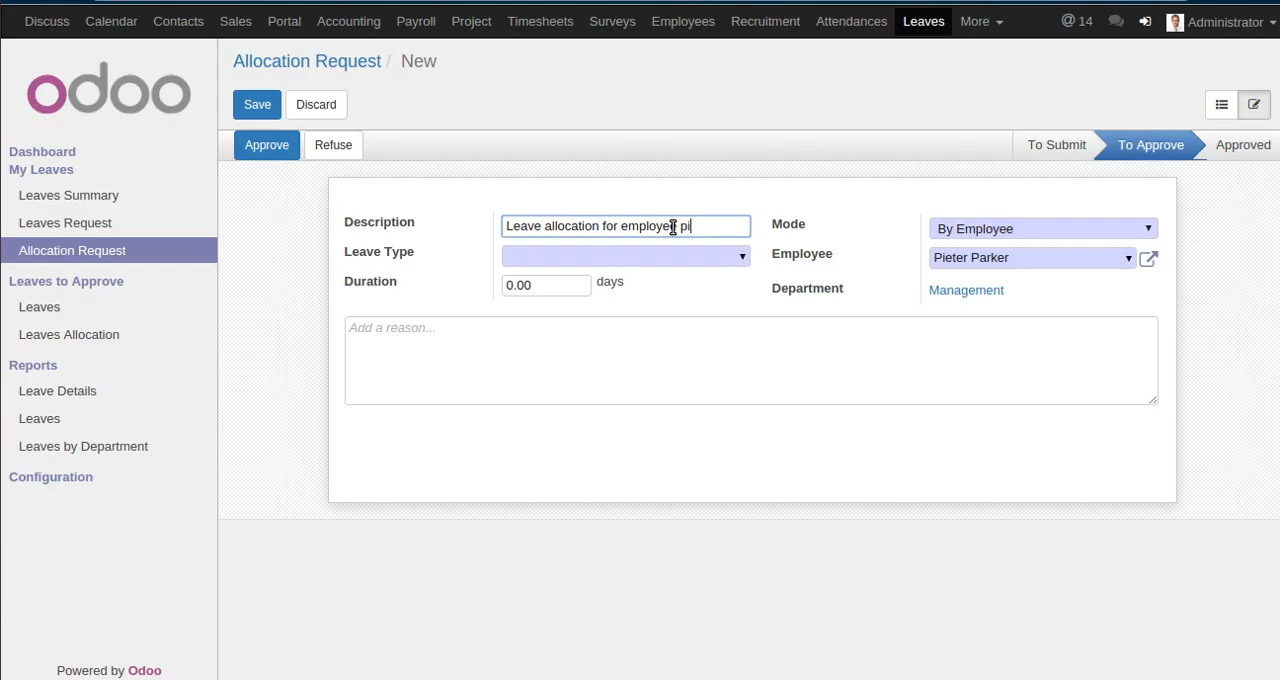 Discuss Calendar Contacts Sales Portal Accounting Payroll Project Timesheets Surveys Employees Recruitment Attendances Leaves More @ 14 Administrator
odoo
Allocation Request / New
Save Discard
Approve Refuse To Submit To Approve Approved
Dashboard
My Leaves
Leaves Summary
Leaves Request
Allocation Request
Leaves to Approve
Leaves
Leaves Allocation
Reports
Leave Details
Leaves
Leaves by Department
Configuration
Powered by Odoo
Description Leave allocation for employee pi
Leave Type
Duration 0.00 days
Mode By Employee
Employee Pieter Parker
Department Management
Add a reason...